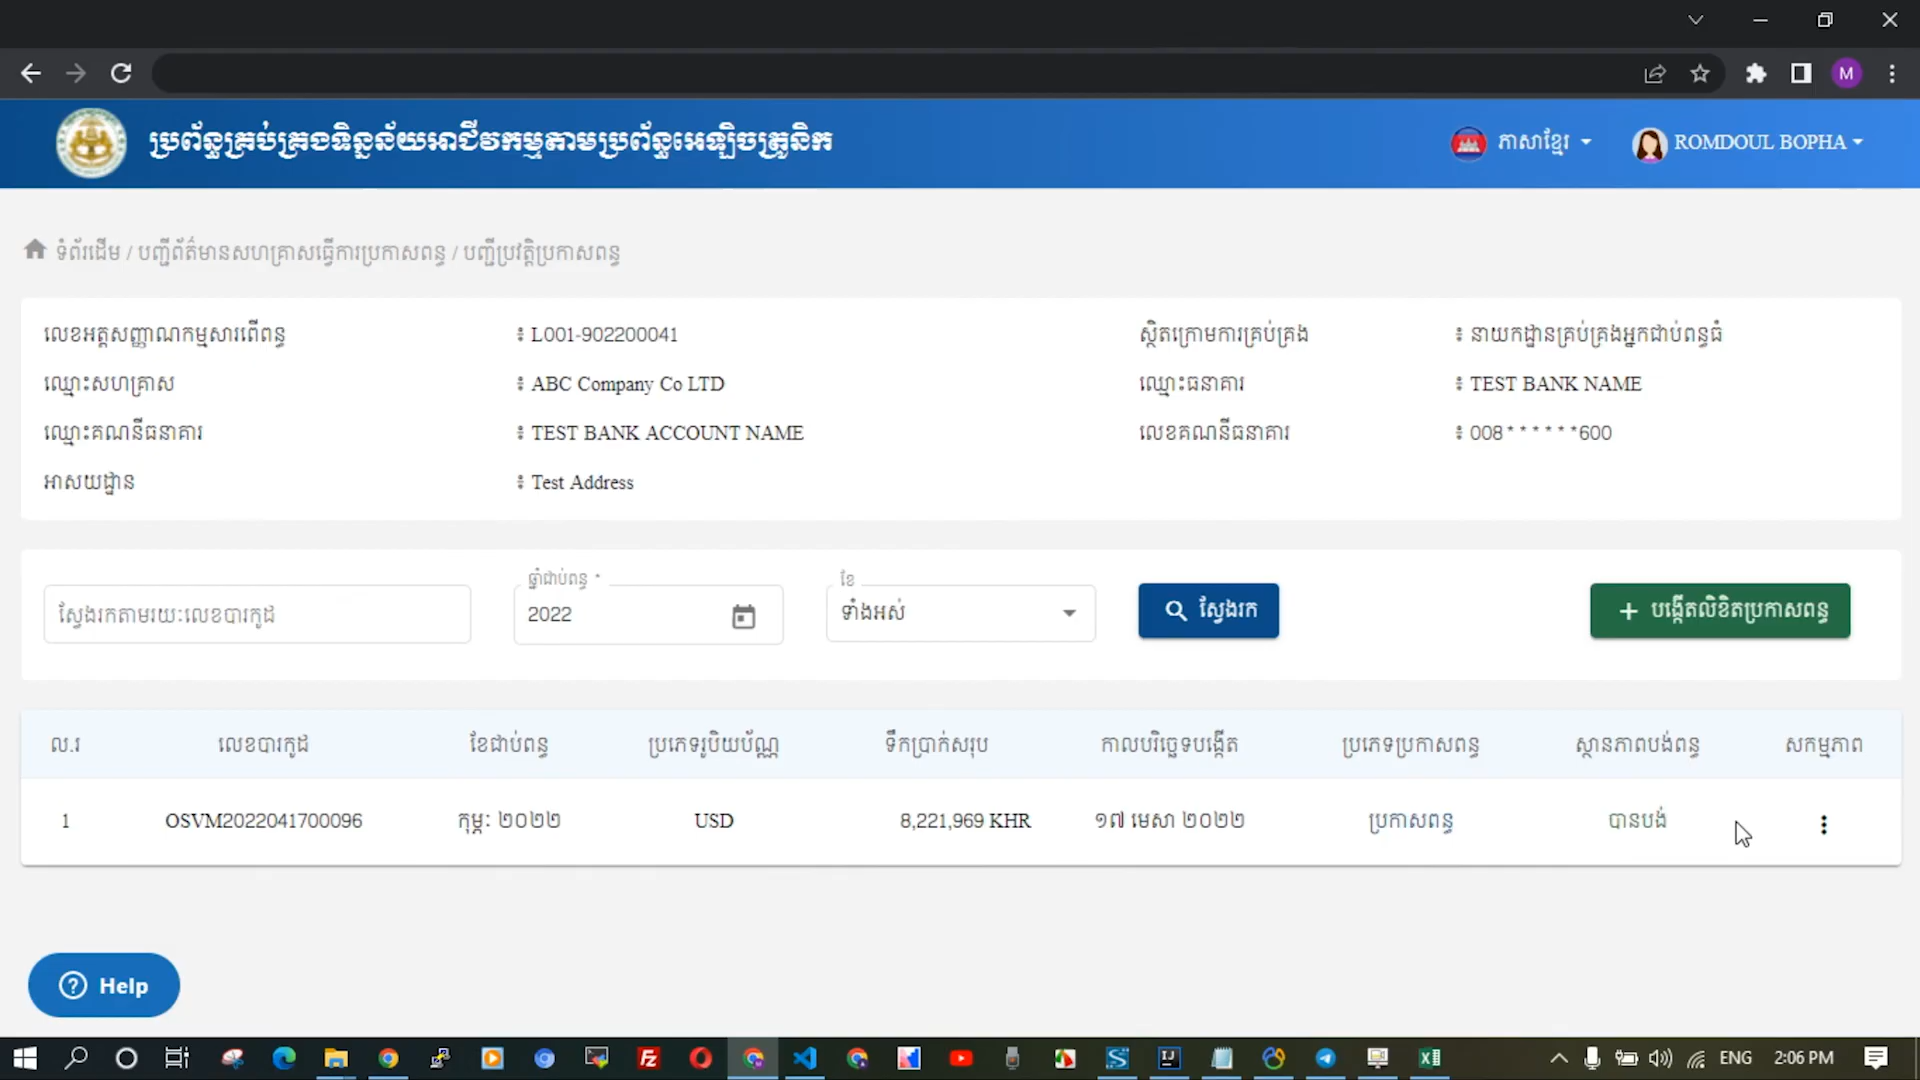 ប្រព័ន្ធគ្រប់គ្រងទិន្នន័យអាជីវកម្មតាមប្រព័ន្ធអេឡិចត្រូនិក
ភាសាខ្មែរ
ROMDOUL BOPHA
M
ទំព័រដើម / បញ្ជីព័ត៌មានសហគ្រាសធ្វើការប្រកាសពន្ធ / បញ្ជីប្រវត្តិប្រកាសពន្ធ
លេខអត្តសញ្ញាណកម្មសារពើពន្ធ ៖ L001-902200041 ស្ថិតក្រោមការគ្រប់គ្រង ៖ នាយកដ្ឋានគ្រប់គ្រងអ្នកជាប់ពន្ធធំ
ឈ្មោះសហគ្រាស ៖ ABC Company Co LTD ឈ្មោះធនាគារ ៖ TEST BANK NAME
ឈ្មោះគណនីធនាគារ ៖ TEST BANK ACCOUNT NAME លេខគណនីធនាគារ ៖ 008******600
អាសយដ្ឋាន ៖ Test Address
ឆ្នាំជាប់ពន្ធ * ខែ
ស្វែងរកតាមរយៈលេខបារកូដ 2022 ទាំងអស់ ស្វែងរក + បង្កើតលិខិតប្រកាសពន្ធ
ល.រ លេខបារកូដ ខែជាប់ពន្ធ ប្រភេទរូបិយប័ណ្ណ ទឹកប្រាក់សរុប កាលបរិច្ឆេទបង្កើត ប្រភេទប្រកាសពន្ធ ស្ថានភាពបង់ពន្ធ សកម្មភាព
1 OSVM2022041700096 កុម្ភៈ ២០២២ USD 8,221,969 KHR ១៧ មេសា ២០២២ ប្រកាសពន្ធ បានបង់
Help
ENG 2:06 PM